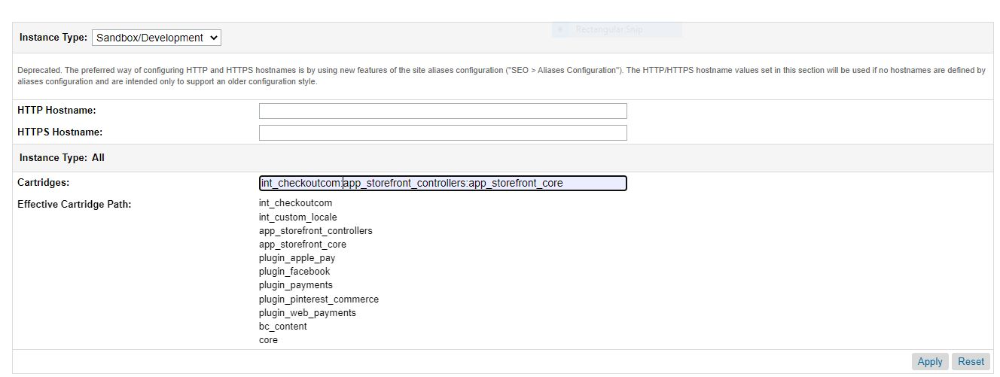 Rectangular Snip
Instance Type: Sandbox/Development
Deprecated. The preferred way of configuring HTTP and HTTPS hostnames is by using new features of the site aliases configuration ("SEO > Aliases Configuration"). The HTTP/HTTPS hostname values set in this section will be used if no hostnames are defined by
aliases configuration and are intended only to support an older configuration style.
HTTP Hostname:
HTTPS Hostname:
Instance Type: All
Cartridges: int_checkoutcom:app_storefront_controllers:app_storefront_core
Effective Cartridge Path: int_checkoutcom
int_custom_locale
app_storefront_controllers
app_storefront_core
plugin_apple_pay
plugin_facebook
plugin_payments
plugin_pinterest_commerce
plugin_web_payments
bc_content
core
Apply Reset